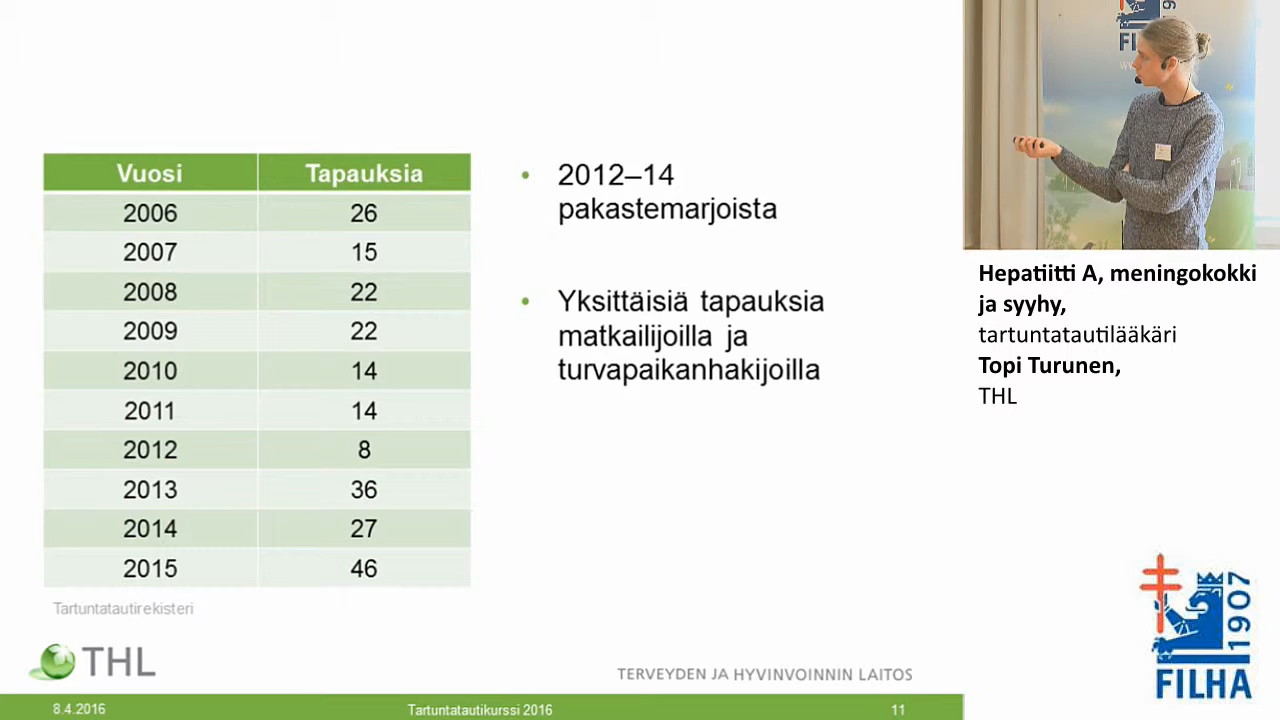 Vuosi Tapauksia
2006 26
2007 15
2008 22
2009 22
2010 14
2011 14
2012 8
2013 36
2014 27
2015 46
Tartuntatautirekisteri
• 2012–14
pakastemarjoista
• Yksittäisiä tapauksia
matkailijoilla ja
turvapaikanhakijoilla
THL
TERVEYDEN JA HYVINVOINNIN LAITOS
8.4.2016 Tartuntatautikurssi 2016 11
Hepatiitti A, meningokokki
ja syyhy,
tartuntatautilääkäri
Topi Turunen,
THL
1907
FILHA